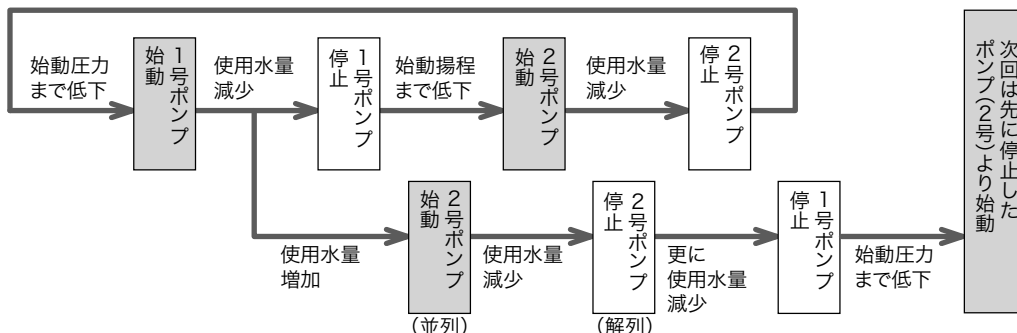 始動圧力
まで低下
1号ポンプ
始動
使用水量
減少
1号ポンプ
停止
始動揚程
まで低下
2号ポンプ
始動
使用水量
減少
2号ポンプ
停止
次回は先に停止した
ポンプ(2号)より始動
使用水量
増加
2号ポンプ
始動
(並列)
使用水量
減少
2号ポンプ
停止
(解列)
更に
使用水量
減少
1号ポンプ
停止
始動圧力
まで低下